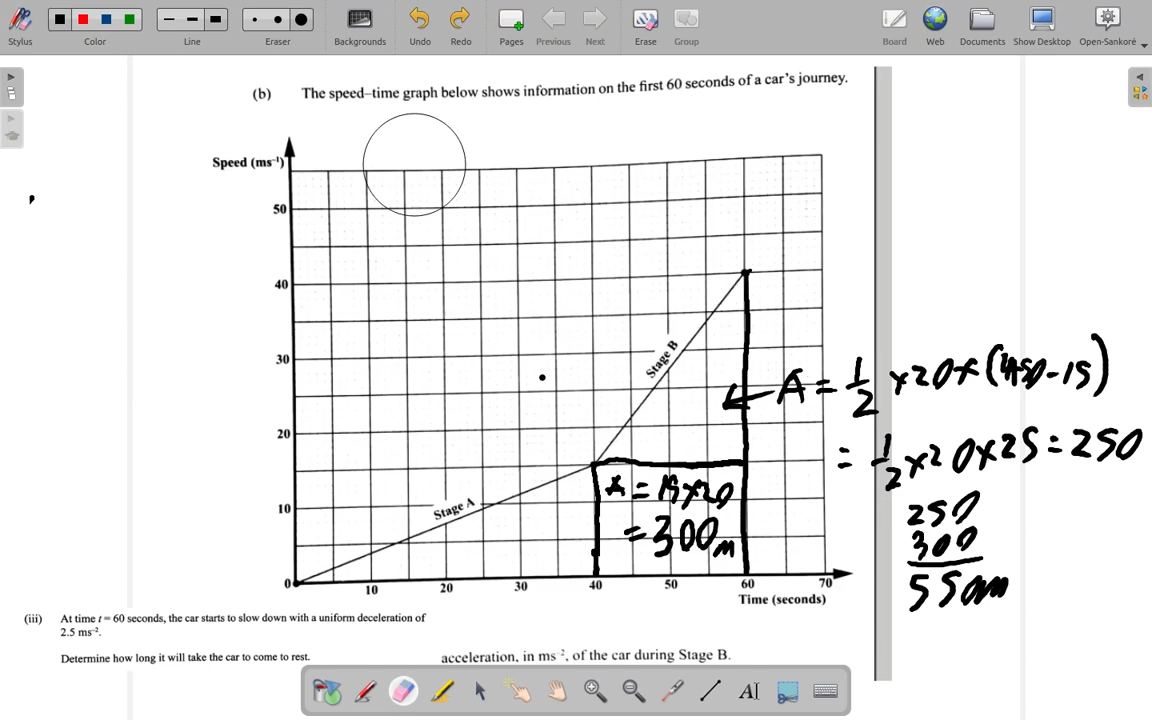 Stylus
Color
Line
Eraser
Backgrounds
Undo
Redo
Pages
Previous
Next
Erase
Group
Board
Web
Documents
Show Desktop
Open-Sankoré
(b) The speed–time graph below shows information on the first 60 seconds of a car's journey.
Speed (ms⁻¹)
50
40
30
20
10
0
10
20
30
40
50
60
70
Time (seconds)
Stage A
Stage B
A = 15×20
= 300m
A = 1/2 ×20×( -15)
= 1/2 ×20×25=250
250
300
550m
(iii) At time t = 60 seconds, the car starts to slow down with a uniform deceleration of
2.5 ms⁻².
Determine how long it will take the car to come to rest.
acceleration, in ms⁻², of the car during Stage B.